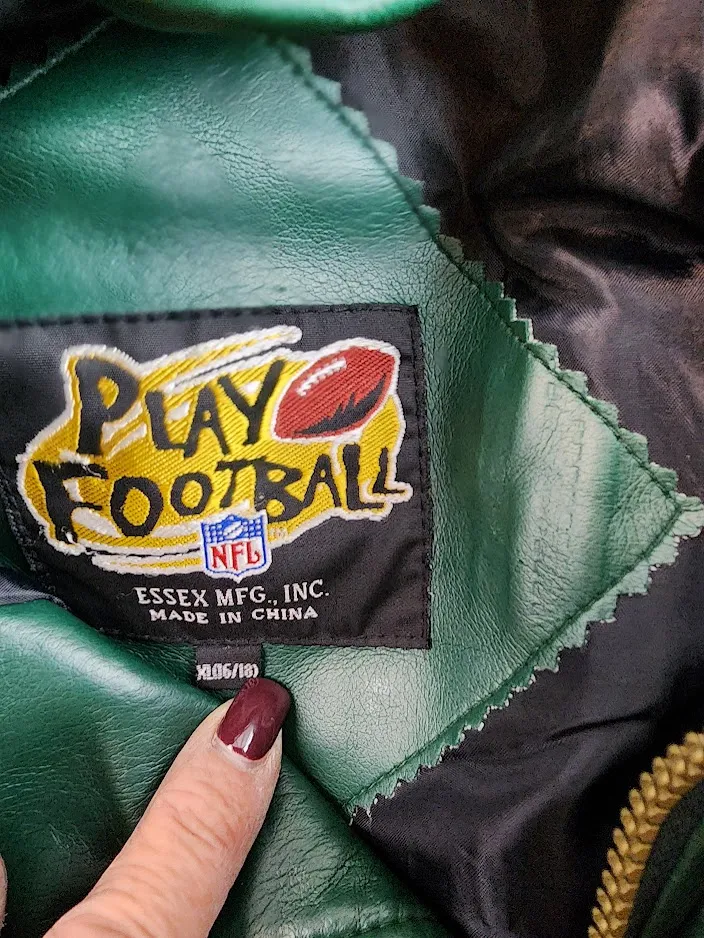 PLAY
FOOTBALL
NFL
ESSEX MFG., INC.
MADE IN CHINA
XL(16/18)